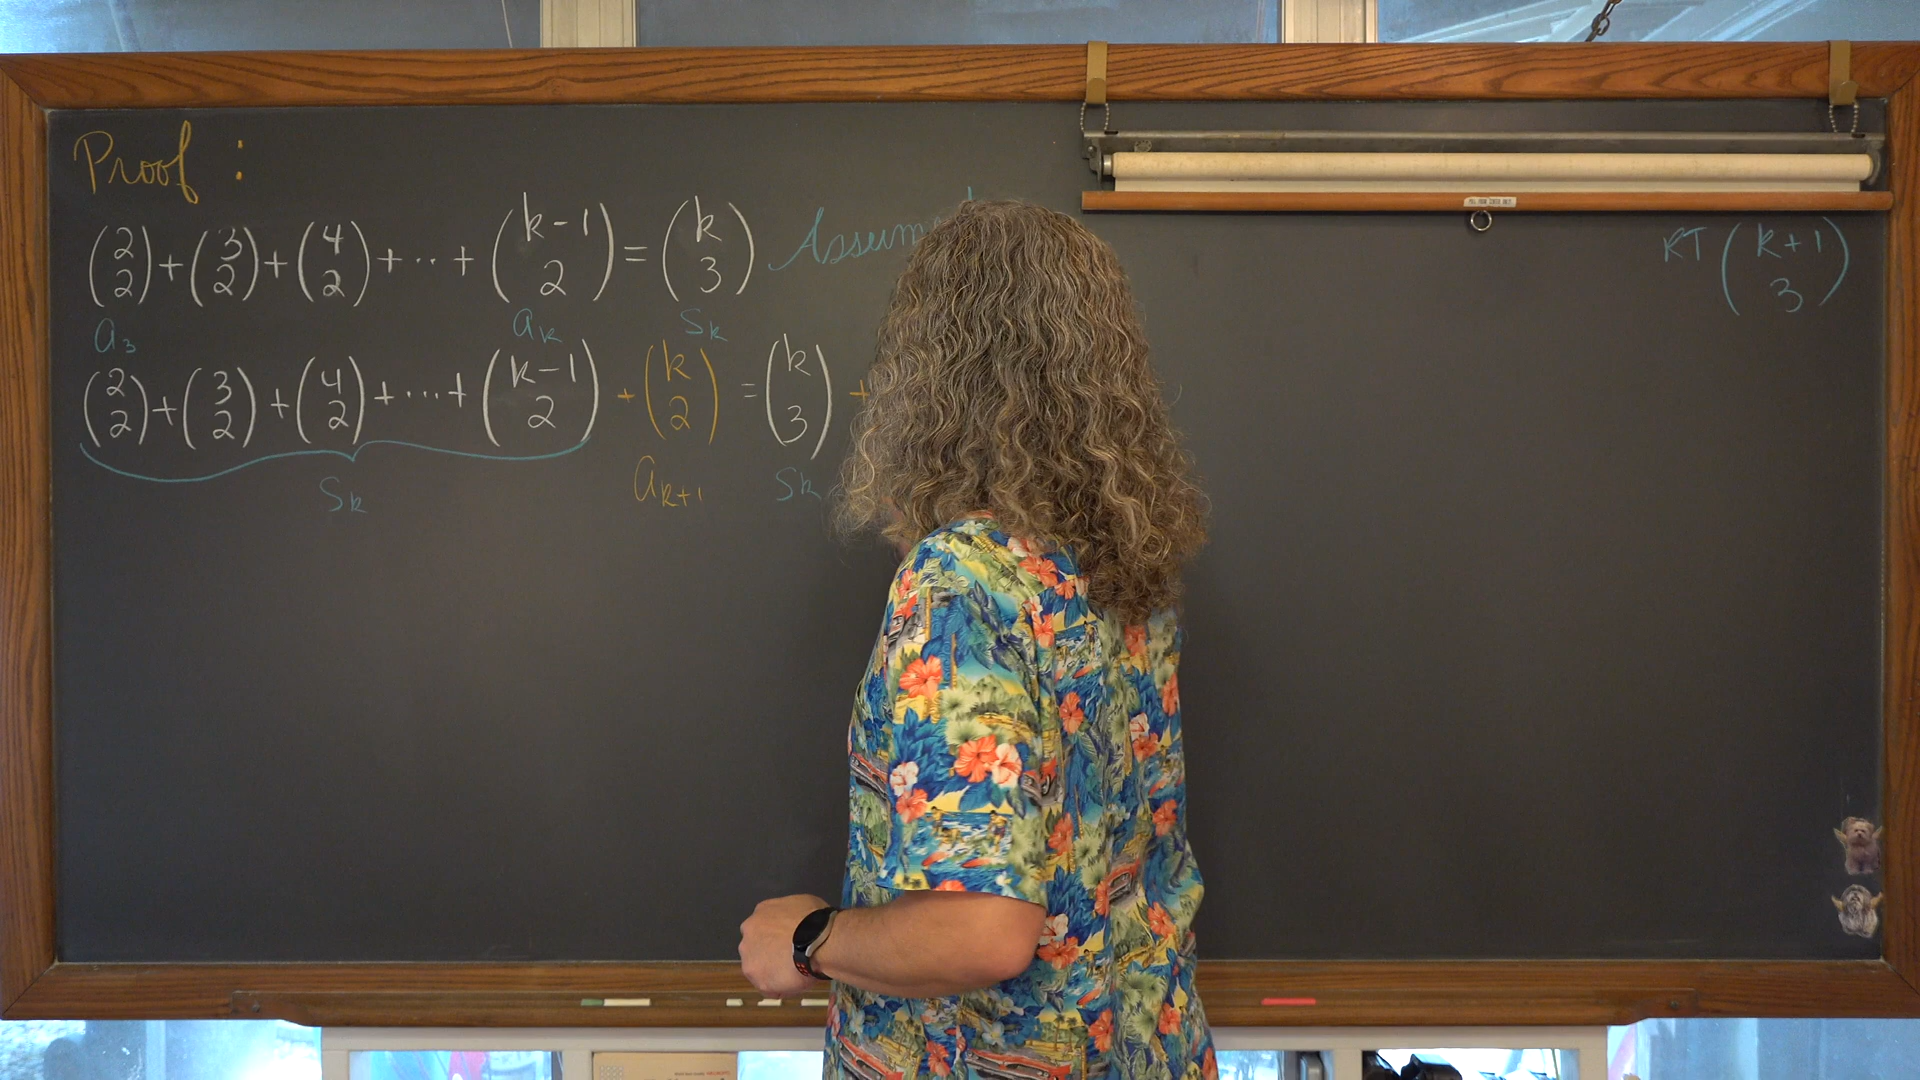 Proof :
(2 2) + (3 2) + (4 2) + ·· + (k-1 2) = (k 3) Assum
RT (k+1 3)
a₃ aₖ Sₖ
(2 2) + (3 2) + (4 2) + ··· + (k-1 2) + (k 2) = (k 3) +
Sₖ aₖ₊₁ Sₖ